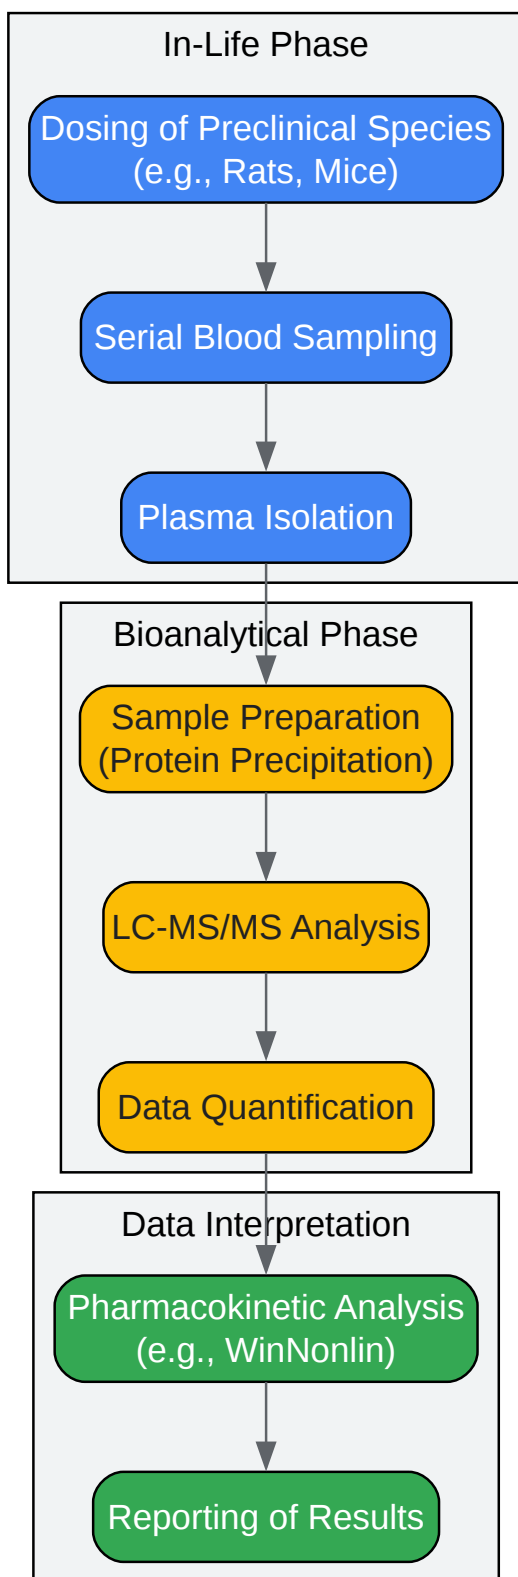 In-Life Phase
Dosing of Preclinical Species
(e.g., Rats, Mice)
Serial Blood Sampling
Plasma Isolation
Bioanalytical Phase
Sample Preparation
(Protein Precipitation)
LC-MS/MS Analysis
Data Quantification
Data Interpretation
Pharmacokinetic Analysis
(e.g., WinNonlin)
Reporting of Results